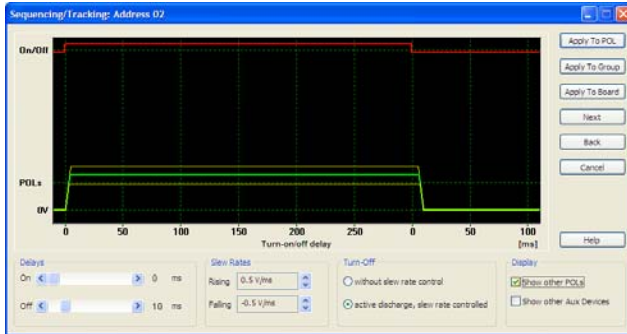 Sequencing/Tracking: Address 02
On/Off
POLs
0V
0 50 100 150 200 250 0 50 100
Turn-on/off delay [ms]
Apply To POL
Apply To Group
Apply To Board
Next
Back
Cancel
Help
Delays
On 0 ms
Off 10 ms
Slew Rates
Rising 0.5 V/ms
Falling -0.5 V/ms
Turn-Off
without slew rate control
active discharge, slew rate controlled
Display
Show other POLs
Show other Aux Devices